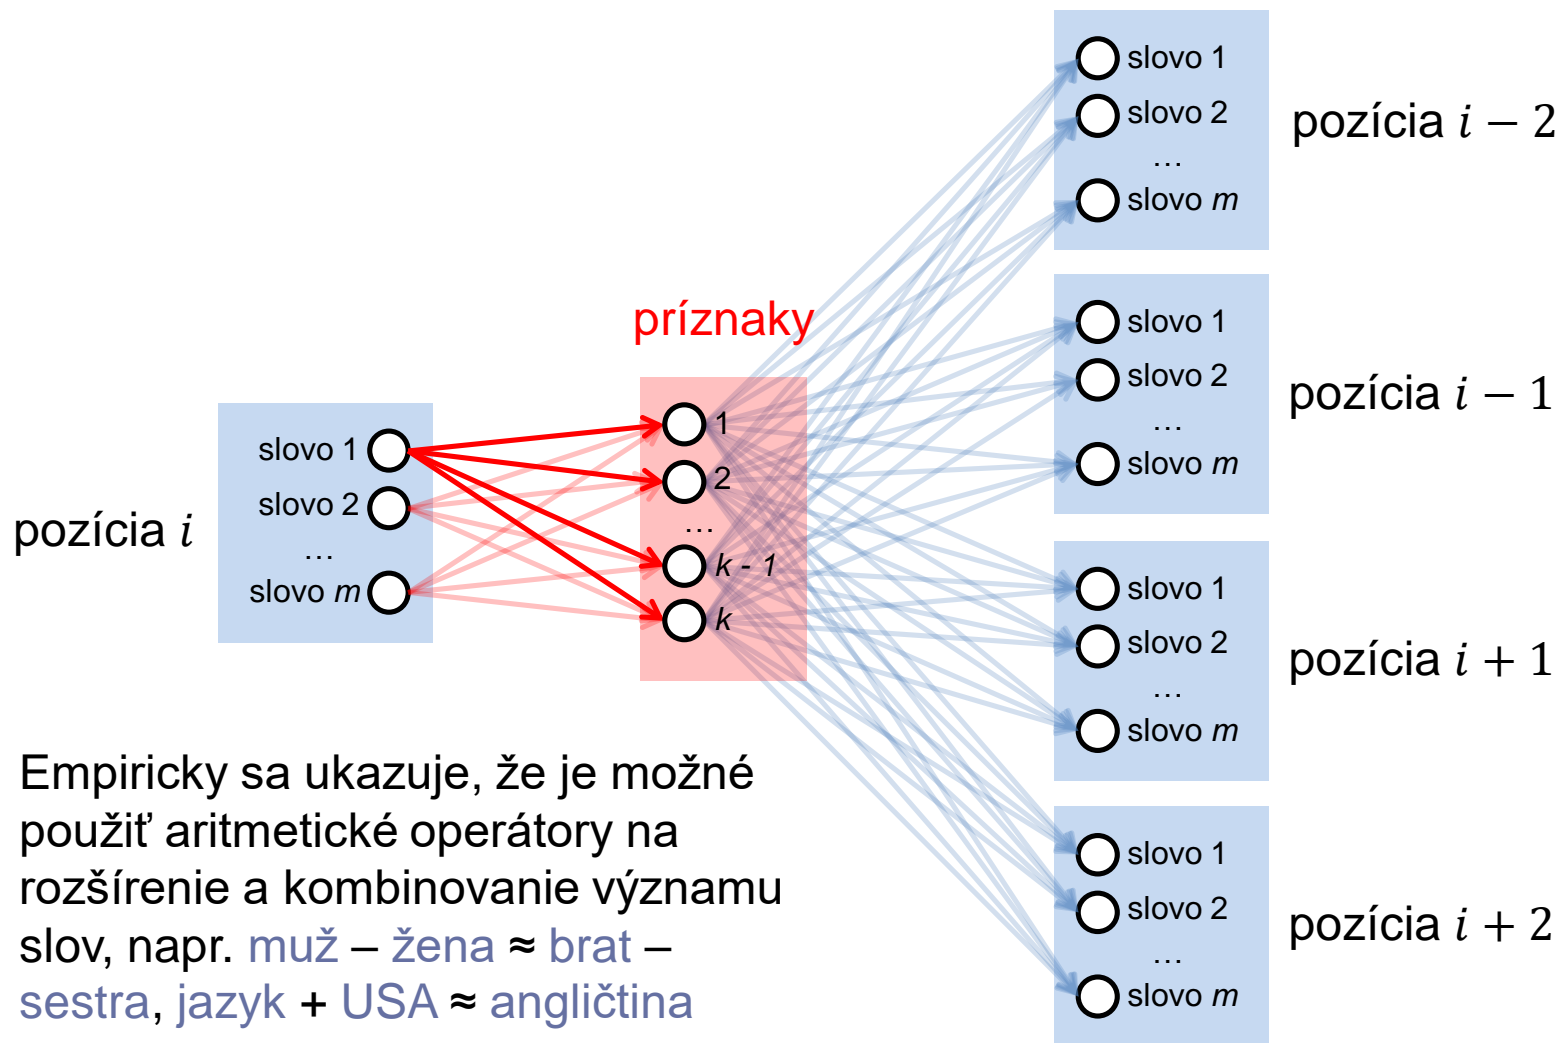 pozícia i
slovo 1
slovo 2
...
slovo m
príznaky
1
2
...
k - 1
k
slovo 1
slovo 2
...
slovo m
pozícia i − 2
slovo 1
slovo 2
...
slovo m
pozícia i − 1
slovo 1
slovo 2
...
slovo m
pozícia i + 1
slovo 1
slovo 2
...
slovo m
pozícia i + 2
Empiricky sa ukazuje, že je možné
použiť aritmetické operátory na
rozšírenie a kombinovanie významu
slov, napr. muž – žena ≈ brat –
sestra, jazyk + USA ≈ angličtina